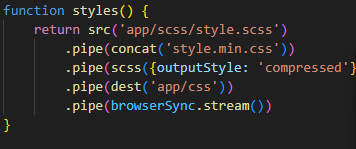 function styles() {
return src('app/scss/style.scss')
.pipe(concat('style.min.css'))
.pipe(scss({outputStyle: 'compressed'}
.pipe(dest('app/css'))
.pipe(browserSync.stream())
}